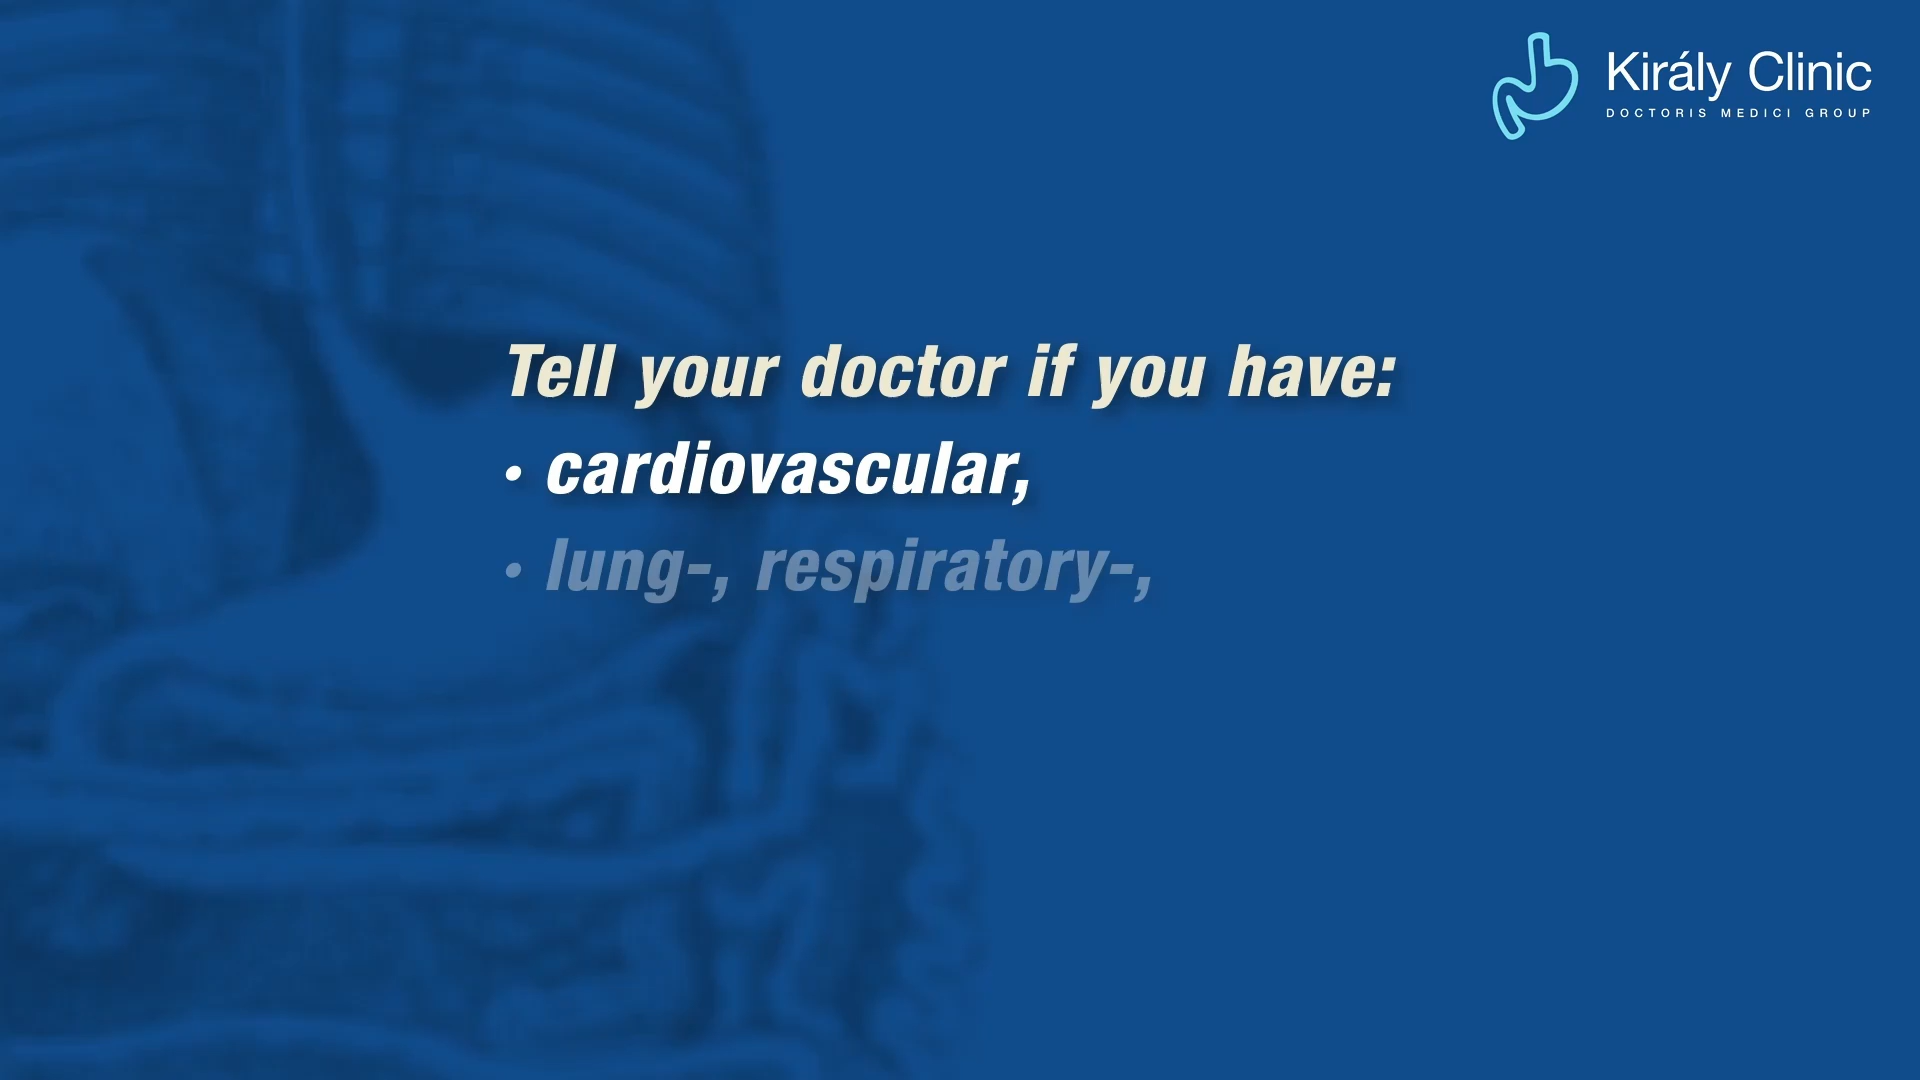 Király Clinic
DOCTORIS MEDICI GROUP
Tell your doctor if you have:
• cardiovascular,
• lung-, respiratory-,